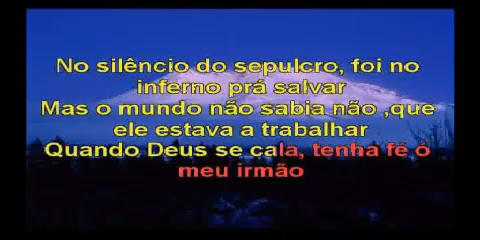 No silêncio do sepulcro, foi no
inferno prá salvar
Mas o mundo não sabia não ,que
ele estava a trabalhar
Quando Deus se cala, tenha fê ó
meu irmão